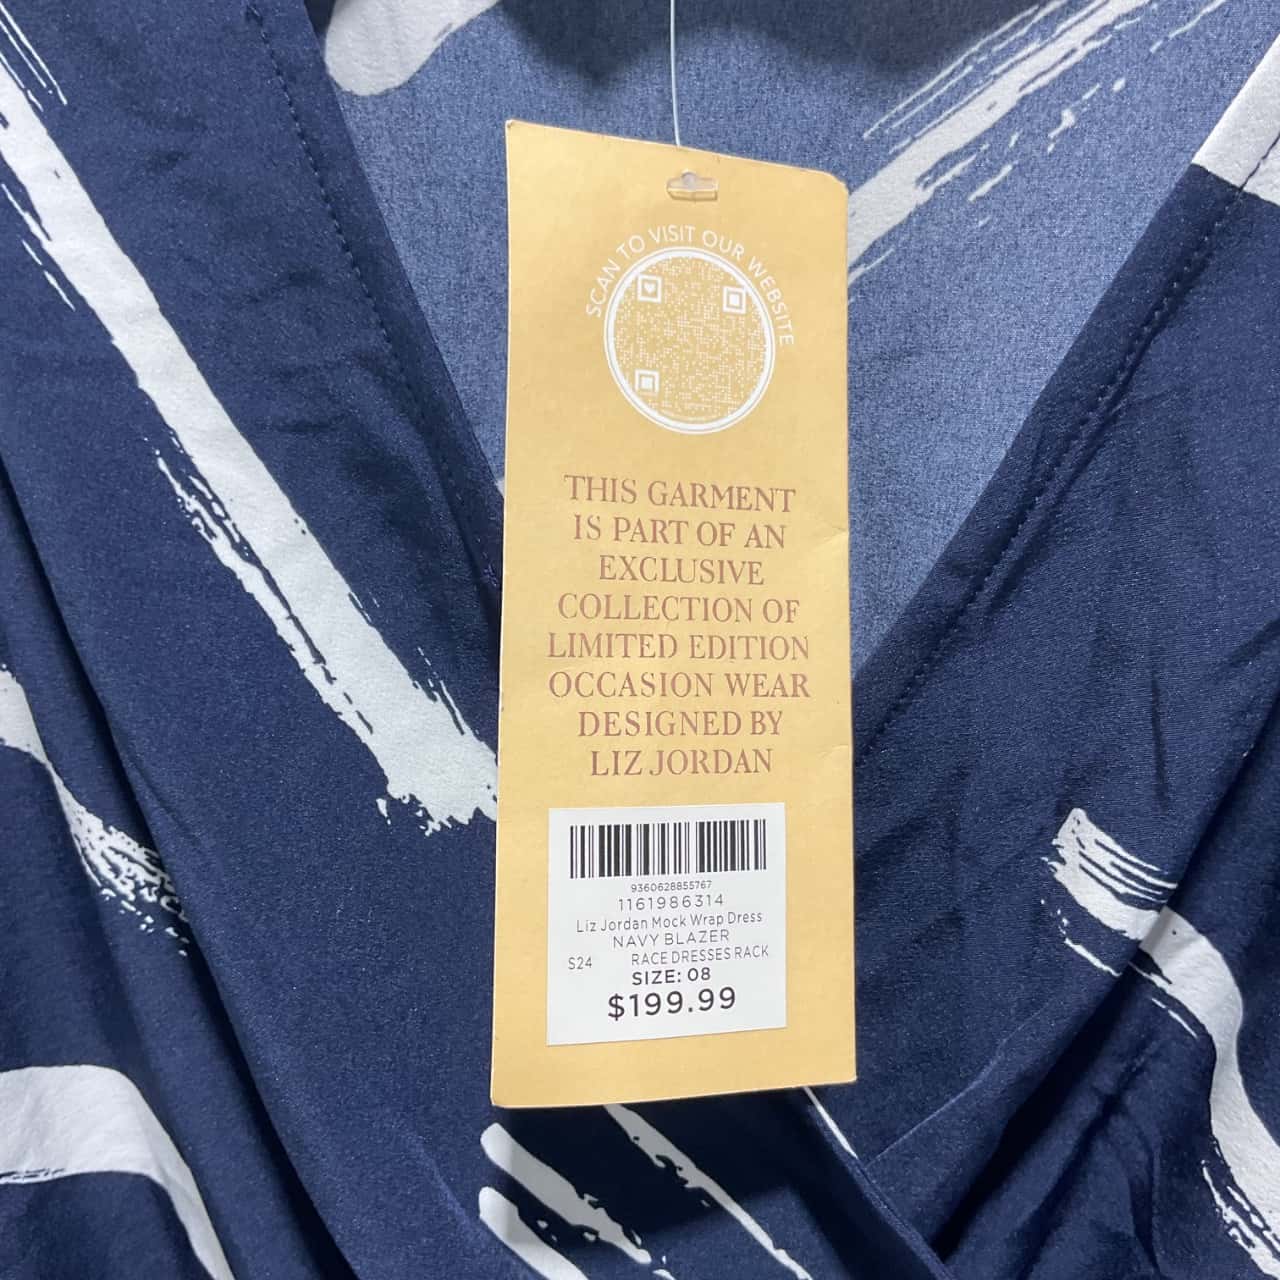 SCAN TO VISIT OUR WEBSITE
THIS GARMENT
IS PART OF AN
EXCLUSIVE
COLLECTION OF
LIMITED EDITION
OCCASION WEAR
DESIGNED BY
LIZ JORDAN
9360628855767
1161986314
Liz Jordan Mock Wrap Dress
NAVY BLAZER
S24 RACE DRESSES RACK
SIZE: 08
$199.99